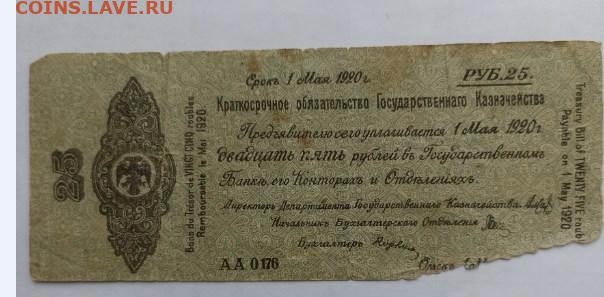 COINS.LAVE.RU
Срокъ 1 Мая 1920 г.
РУБ. 25.
Краткосрочное обязательство Государственнаго Казначейства
Предъявителю сего уплачивается 1 Мая 1920 г.
двадцать пять рублей въ Государственномъ
Банкѣ, его Конторахъ и Отдѣленіяхъ.
Директоръ Департамента Государственнаго Казначейства
Начальникъ Бухгалтерскаго Отдѣленія
Бухгалтеръ
АА 0176
Омскъ
25
Bons du Trésor de VINGT CINQ roubles
Remboursable le 1 Mai 1920.
Treasury Bill of TWENTY FIVE roubl
Payable on 1 May 1920.